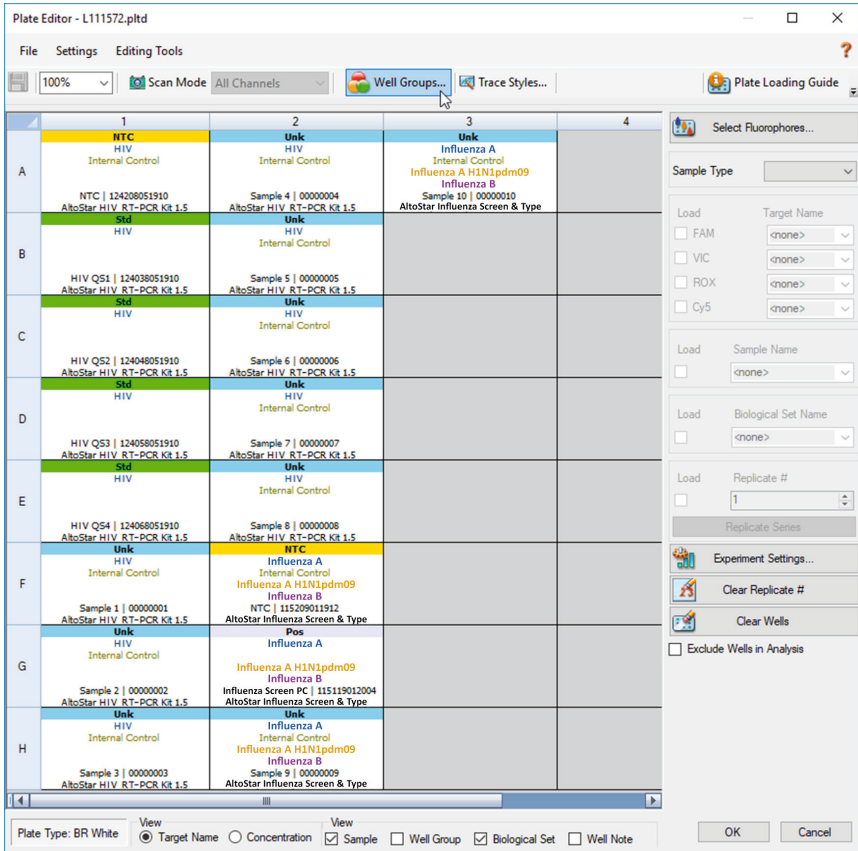 Plate Editor - L111572.pltd
File Settings Editing Tools ?
100% Scan Mode All Channels Well Groups... Trace Styles... Plate Loading Guide
1 2 3 4
A
NTC
HIV
Internal Control
NTC | 124208051910
AltoStar HIV RT-PCR Kit 1.5
Unk
HIV
Internal Control
Sample 4 | 00000004
AltoStar HIV RT-PCR Kit 1.5
Unk
Influenza A
Internal Control
Influenza A H1N1pdm09
Influenza B
Sample 10 | 00000010
AltoStar Influenza Screen & Type
B
Std
HIV
HIV QS1 | 124038051910
AltoStar HIV RT-PCR Kit 1.5
Unk
HIV
Internal Control
Sample 5 | 00000005
AltoStar HIV RT-PCR Kit 1.5
C
Std
HIV
HIV QS2 | 124048051910
AltoStar HIV RT-PCR Kit 1.5
Unk
HIV
Internal Control
Sample 6 | 00000006
AltoStar HIV RT-PCR Kit 1.5
D
Std
HIV
HIV QS3 | 124058051910
AltoStar HIV RT-PCR Kit 1.5
Unk
HIV
Internal Control
Sample 7 | 00000007
AltoStar HIV RT-PCR Kit 1.5
E
Std
HIV
HIV QS4 | 124068051910
AltoStar HIV RT-PCR Kit 1.5
Unk
HIV
Internal Control
Sample 8 | 00000008
AltoStar HIV RT-PCR Kit 1.5
F
Unk
HIV
Internal Control
Sample 1 | 00000001
AltoStar HIV RT-PCR Kit 1.5
NTC
Influenza A
Internal Control
Influenza A H1N1pdm09
Influenza B
NTC | 115209011912
AltoStar Influenza Screen & Type
G
Unk
HIV
Internal Control
Sample 2 | 00000002
AltoStar HIV RT-PCR Kit 1.5
Pos
Influenza A
Influenza A H1N1pdm09
Influenza B
Influenza Screen PC | 115119012004
AltoStar Influenza Screen & Type
H
Unk
HIV
Internal Control
Sample 3 | 00000003
AltoStar HIV RT-PCR Kit 1.5
Unk
Influenza A
Internal Control
Influenza A H1N1pdm09
Influenza B
Sample 9 | 00000009
AltoStar Influenza Screen & Type
Select Fluorophores...
Sample Type
Load Target Name
FAM <none>
VIC <none>
ROX <none>
Cy5 <none>
Load Sample Name
<none>
Load Biological Set Name
<none>
Load Replicate #
1
Replicate Series
Experiment Settings...
Clear Replicate #
Clear Wells
Exclude Wells in Analysis
Plate Type: BR White
View
Target Name Concentration
View
Sample Well Group Biological Set Well Note
OK Cancel